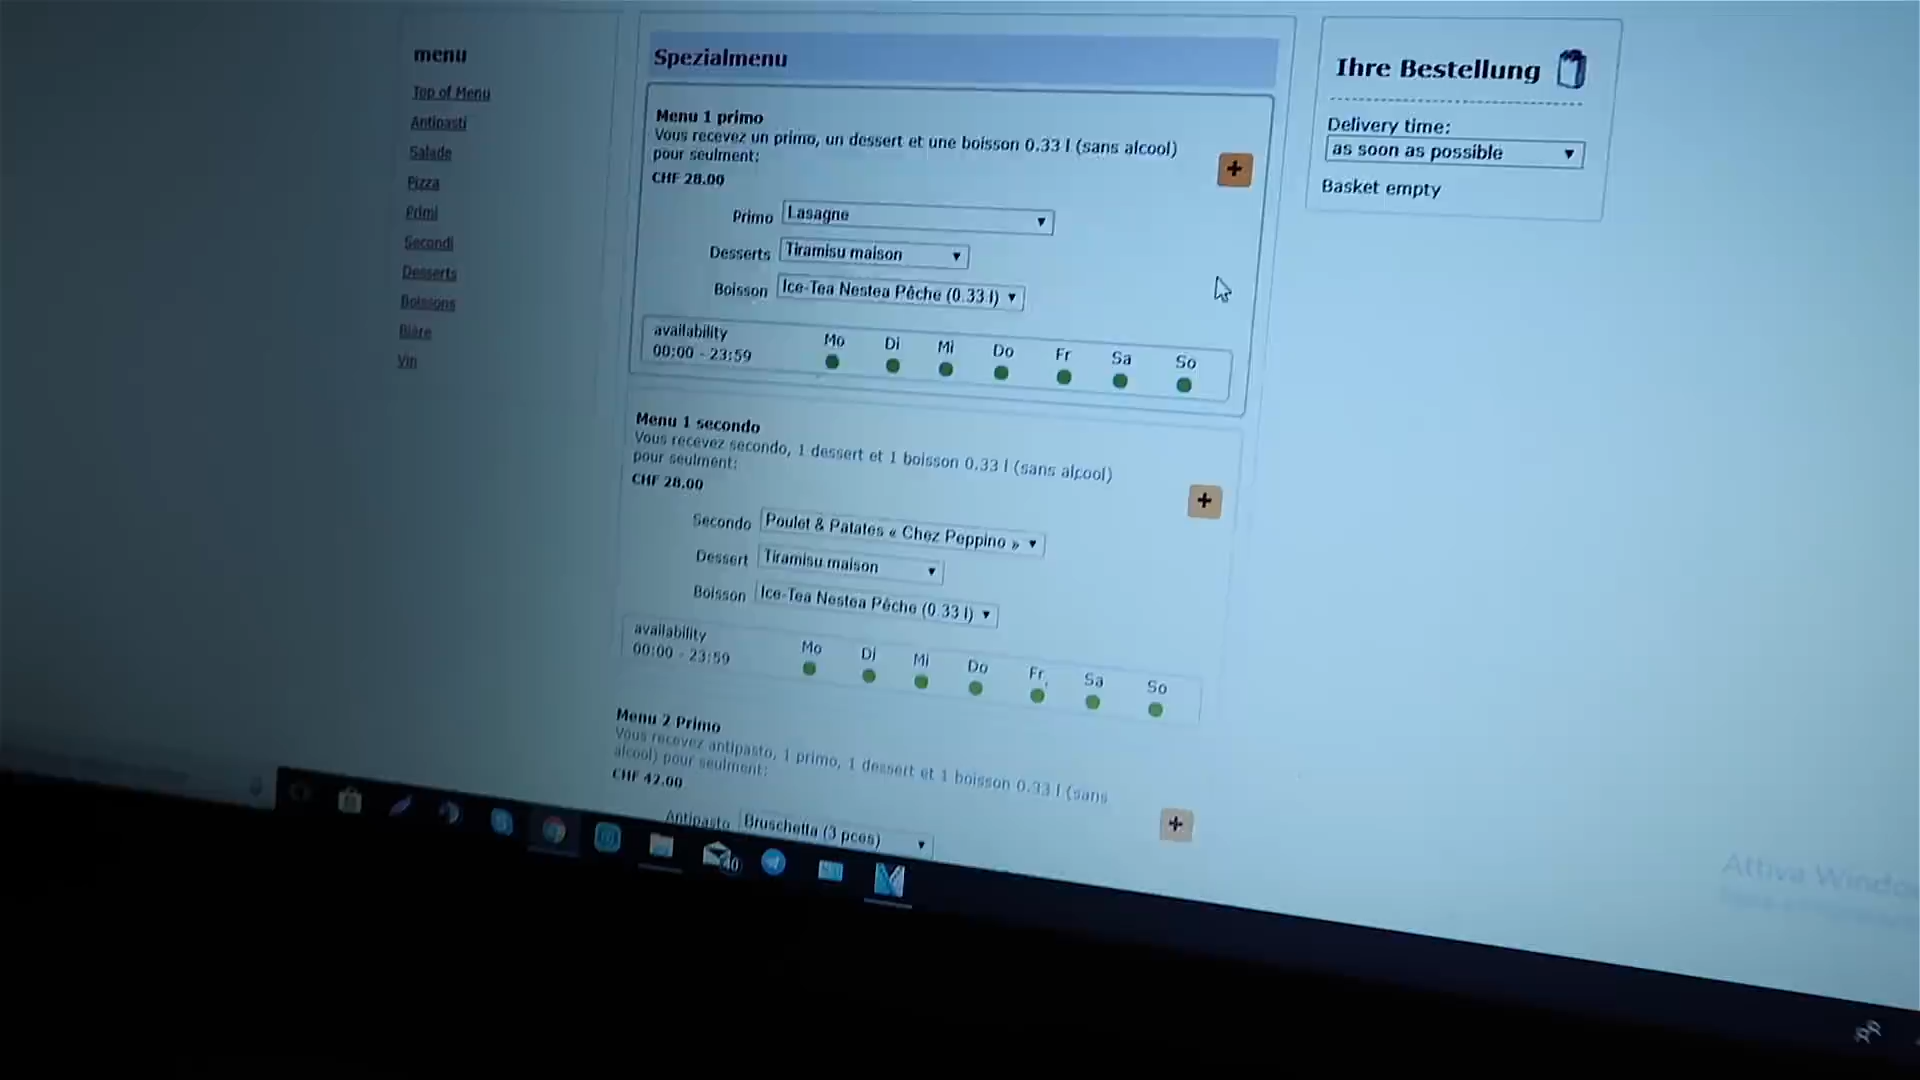 menu
Top of Menu
Antipasti
Salade
Pizza
Primi
Secondi
Desserts
Boissons
Bière
Vin
Spezialmenu
Menu 1 primo
Vous recevez un primo, un dessert et une boisson 0.33 l (sans alcool)
pour seulment:
CHF 28.00
+
Primo Lasagne
Desserts Tiramisu maison
Boisson Ice-Tea Nestea Pêche (0.33 l)
availability
00:00 - 23:59
Mo Di Mi Do Fr Sa So
Menu 1 secondo
Vous recevez secondo, 1 dessert et 1 boisson 0.33 l (sans alcool)
pour seulment:
CHF 28.00
+
Secondo Poulet & Patates « Chez Peppino »
Dessert Tiramisu maison
Boisson Ice-Tea Nestea Pêche (0.33 l)
availability
00:00 - 23:59
Mo Di Mi Do Fr Sa So
Menu 2 Primo
Vous recevez antipasto, 1 primo, 1 dessert et 1 boisson 0.33 l (sans
alcool) pour seulment:
CHF 42.00
+
Antipasto Bruschetta (3 pces)
Ihre Bestellung
Delivery time:
as soon as possible
Basket empty
40
Attiva Windo